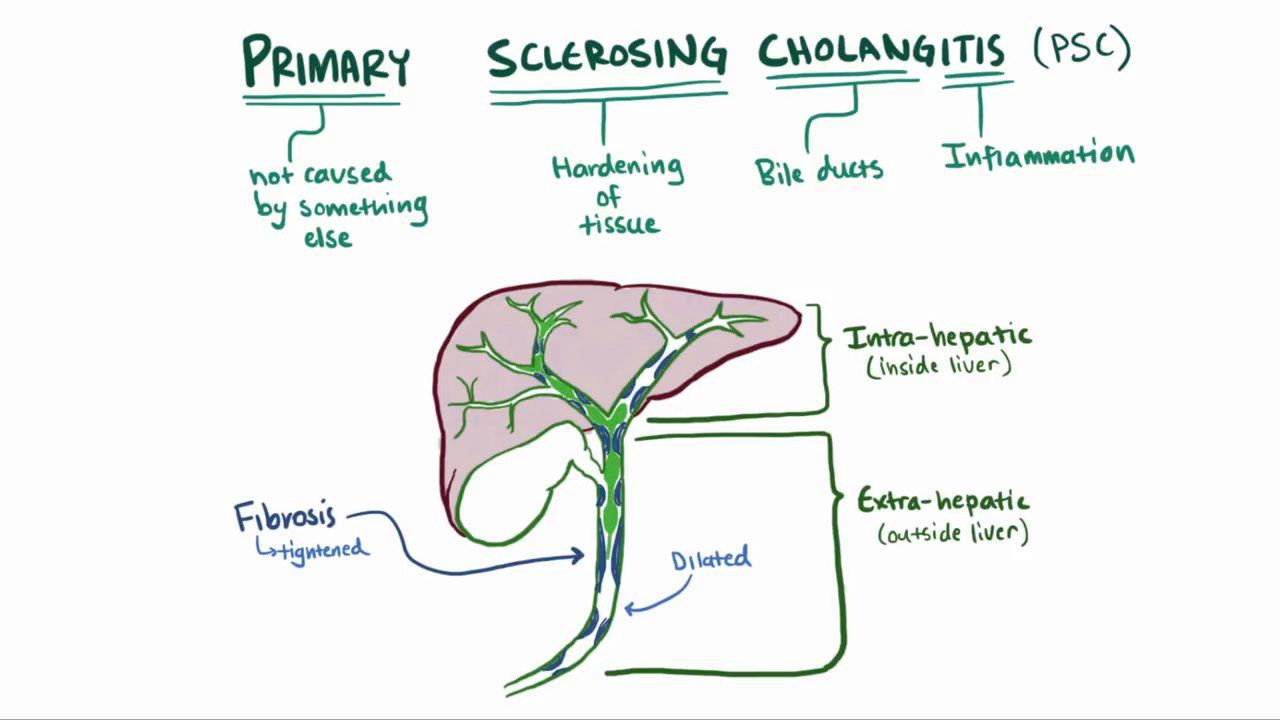 PRIMARY SCLEROSING CHOLANGITIS (PSC)
not caused
by something
else
Hardening
of
tissue
Bile ducts
Inflammation
Intra-hepatic
(inside liver)
Extra-hepatic
(outside liver)
Fibrosis
↳tightened
Dilated